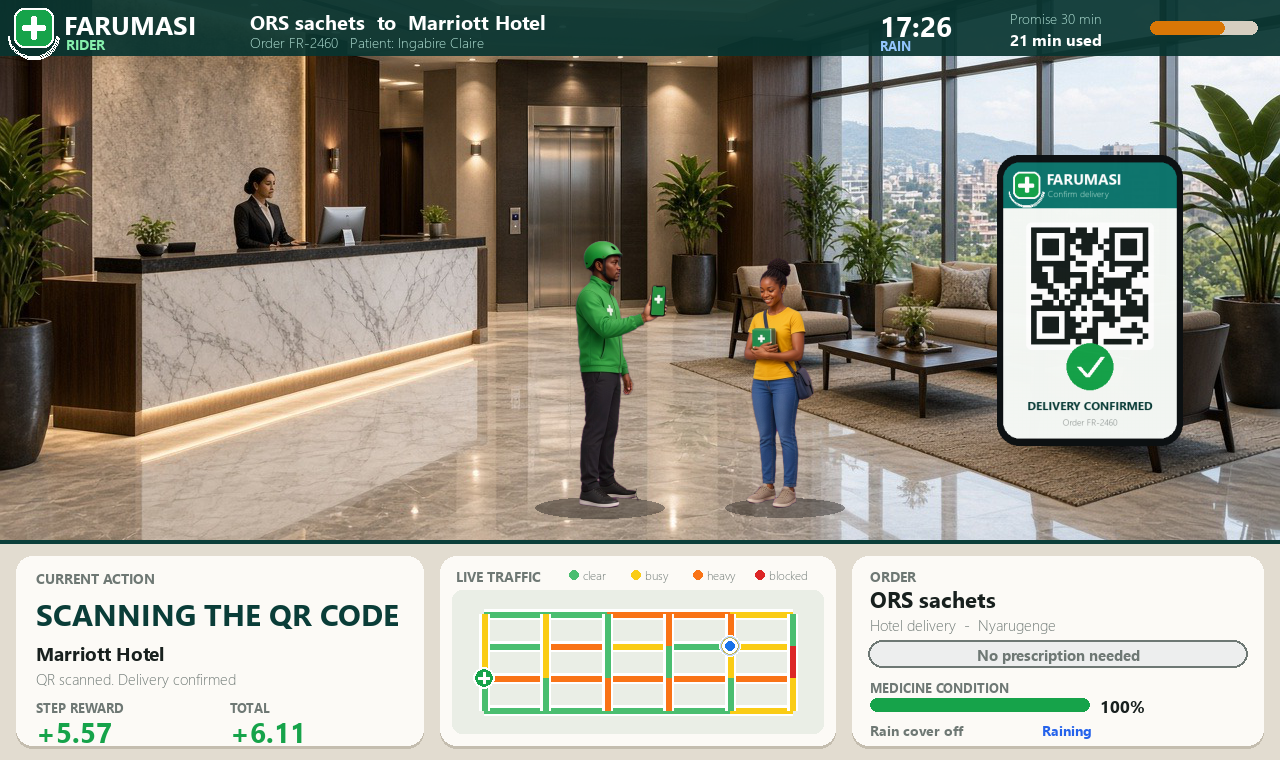 FARUMASI
RIDER
ORS sachets to Marriott Hotel
Order FR-2460 Patient: Ingabire Claire
17:26
RAIN
Promise 30 min
21 min used
FARUMASI
Confirm delivery
DELIVERY CONFIRMED
Order FR-2460
CURRENT ACTION
SCANNING THE QR CODE
Marriott Hotel
QR scanned. Delivery confirmed
STEP REWARD
TOTAL
+5.57
+6.11
LIVE TRAFFIC
clear
busy
heavy
blocked
ORDER
ORS sachets
Hotel delivery - Nyarugenge
No prescription needed
MEDICINE CONDITION
100%
Rain cover off
Raining